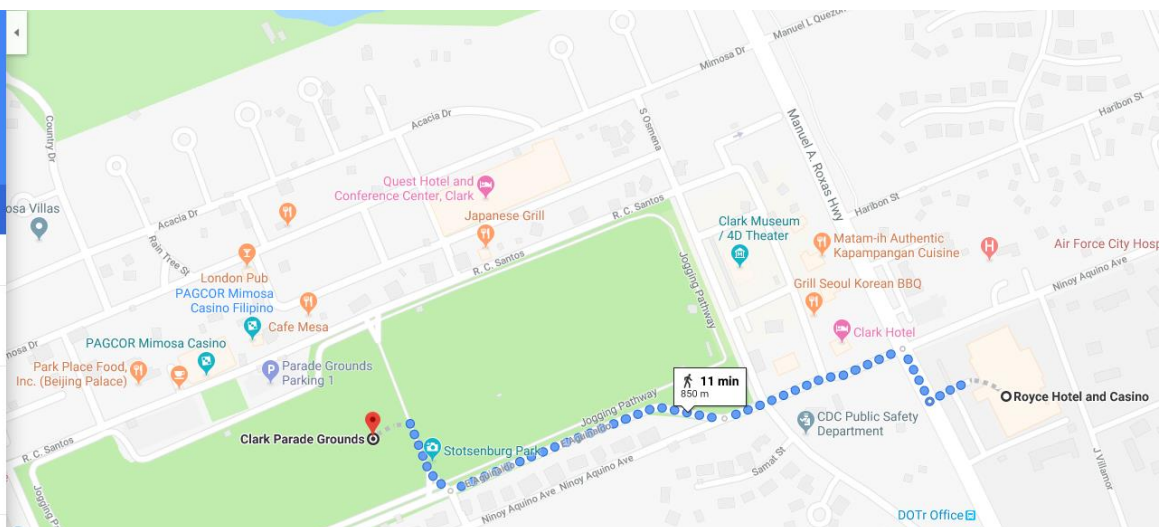 Manuel L Quezon
Mimosa Dr
Country Dr
Acacia Dr
S Osmena
Manuel A. Roxas Hwy
Haribon St
Quest Hotel and
Conference Center, Clark
osa Villas
Acacia Dr
Japanese Grill
R. C. Santos
Haribon St
Clark Museum
/ 4D Theater
Matam-ih Authentic
Kapampangan Cuisine
Air Force City Hosp
Rain Tree St
R. C. Santos
Jogging Pathway
London Pub
PAGCOR Mimosa
Casino Filipino
Grill Seoul Korean BBQ
Ninoy Aquino Ave
Cafe Mesa
Clark Hotel
PAGCOR Mimosa Casino
mosa Dr
Park Place Food,
Inc. (Beijing Palace)
Parade Grounds
Parking 1
11 min
850 m
Royce Hotel and Casino
Jogging Pathway
CDC Public Safety
Department
Clark Parade Grounds
Stotsenburg Park
R. C. Santos
Samat St
J Villamor
Ninoy Aquino Ave
Ninoy Aquino Ave
Jogging Pa
DOTr Office